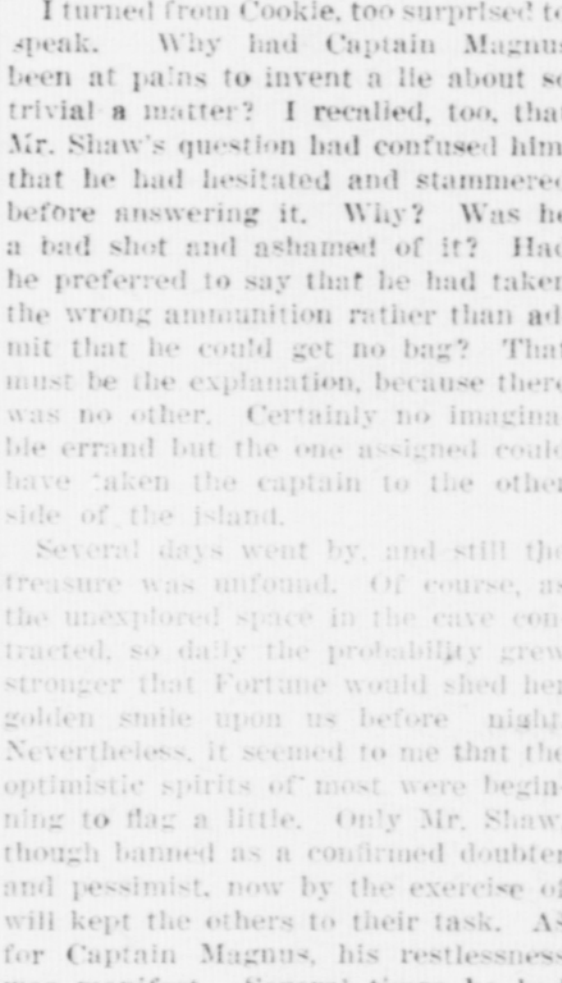 I turned from Cookie, too surprised to
speak. Why had Captain Magnus
been at pains to invent a lie about so
trivial a matter? I recalled, too, that
Mr. Shaw's question had confused him
that he had hesitated and stammered
before answering it. Why? Was he
a bad shot and ashamed of it? Had
he preferred to say that he had taken
the wrong ammunition rather than ad-
mit that he could get no bag? That
must be the explanation, because there
was no other. Certainly no imagina-
ble errand but the one assigned could
have taken the captain to the other
side of the island.
Several days went by, and still the
treasure was unfound. Of course, as
the unexplored space in the cave con-
tracted, so daily the probability grew
stronger that Fortune would shed her
golden smile upon us before night.
Nevertheless, it seemed to me that the
optimistic spirits of most were begin-
ning to flag a little. Only Mr. Shaw,
though banned as a confirmed doubter
and pessimist, now by the exercise of
will kept the others to their task. As
for Captain Magnus, his restlessness